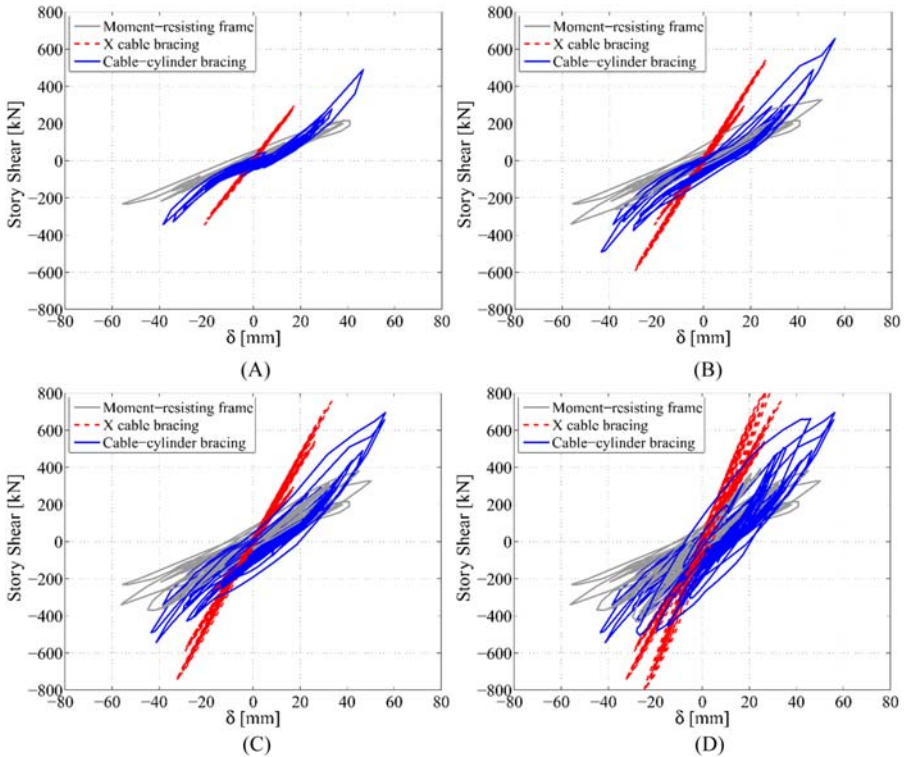 Moment-resisting frame
X cable bracing
Cable-cylinder bracing
800
600
400
200
0
−200
−400
−600
−800
Story Shear [kN]
−80 −60 −40 −20 0 20 40 60 80
δ [mm]
(A)
Moment-resisting frame
X cable bracing
Cable-cylinder bracing
800
600
400
200
0
−200
−400
−600
−800
Story Shear [kN]
−80 −60 −40 −20 0 20 40 60 80
δ [mm]
(B)
Moment-resisting frame
X cable bracing
Cable-cylinder bracing
800
600
400
200
0
−200
−400
−600
−800
Story Shear [kN]
−80 −60 −40 −20 0 20 40 60 80
δ [mm]
(C)
Moment-resisting frame
X cable bracing
Cable-cylinder bracing
800
600
400
200
0
−200
−400
−600
−800
Story Shear [kN]
−80 −60 −40 −20 0 20 40 60 80
δ [mm]
(D)